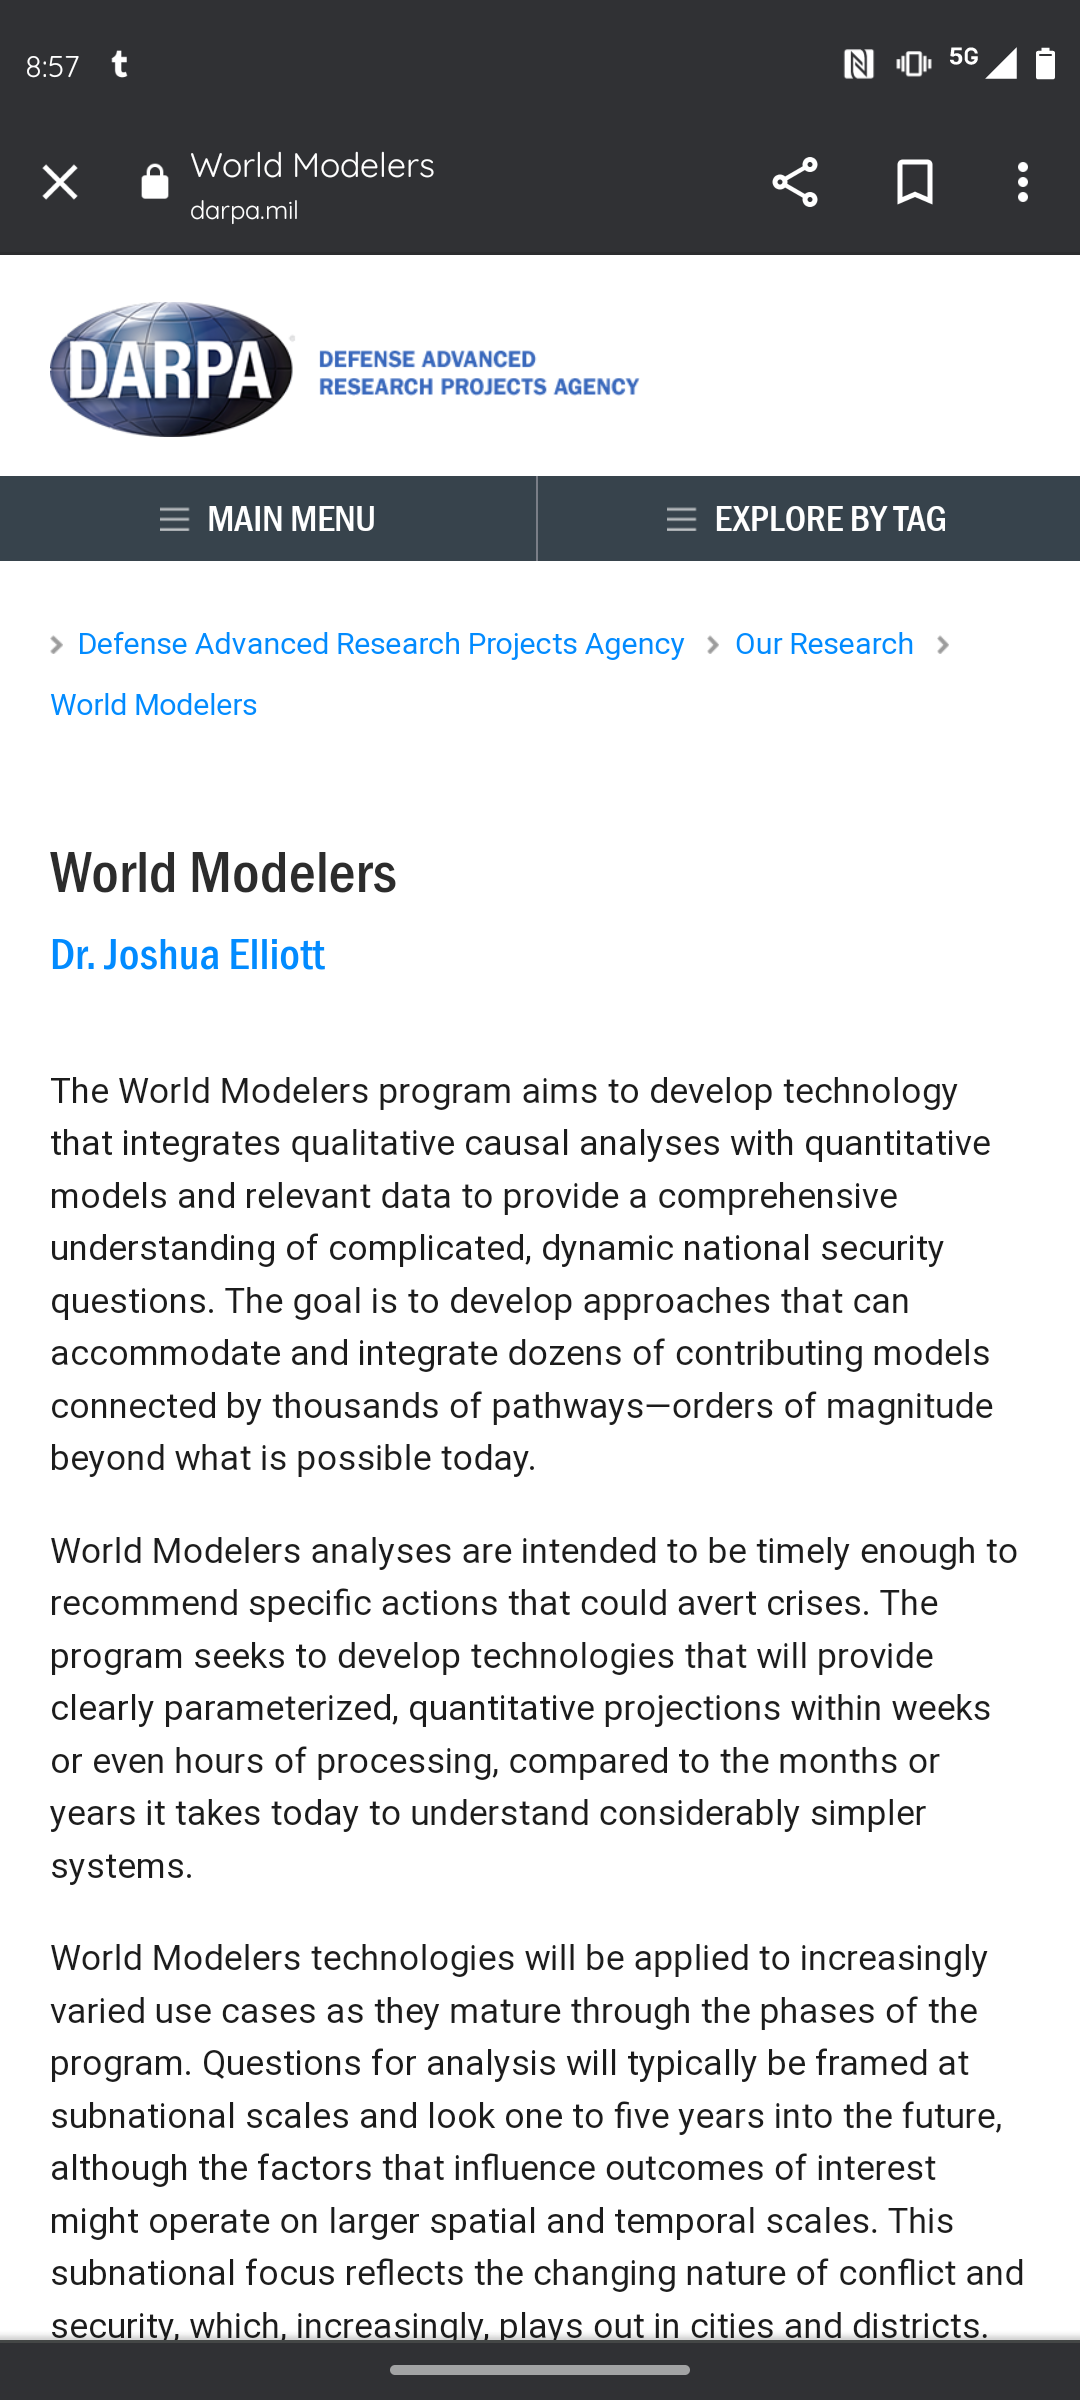 8:57 t 5G
World Modelers
darpa.mil
DARPA
DEFENSE ADVANCED
RESEARCH PROJECTS AGENCY
MAIN MENU
EXPLORE BY TAG
Defense Advanced Research Projects Agency > Our Research >
World Modelers
World Modelers
Dr. Joshua Elliott
The World Modelers program aims to develop technology
that integrates qualitative causal analyses with quantitative
models and relevant data to provide a comprehensive
understanding of complicated, dynamic national security
questions. The goal is to develop approaches that can
accommodate and integrate dozens of contributing models
connected by thousands of pathways—orders of magnitude
beyond what is possible today.
World Modelers analyses are intended to be timely enough to
recommend specific actions that could avert crises. The
program seeks to develop technologies that will provide
clearly parameterized, quantitative projections within weeks
or even hours of processing, compared to the months or
years it takes today to understand considerably simpler
systems.
World Modelers technologies will be applied to increasingly
varied use cases as they mature through the phases of the
program. Questions for analysis will typically be framed at
subnational scales and look one to five years into the future,
although the factors that influence outcomes of interest
might operate on larger spatial and temporal scales. This
subnational focus reflects the changing nature of conflict and
security, which, increasingly, plays out in cities and districts.